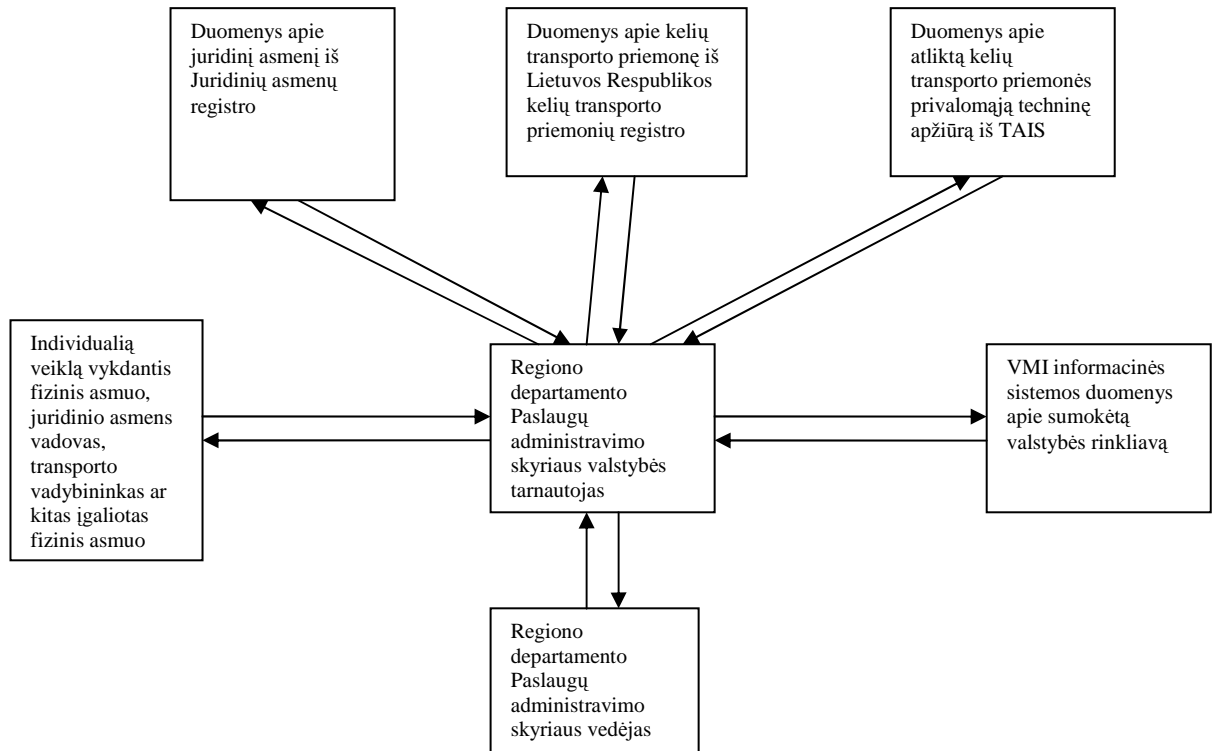 Duomenys apie
juridinį asmenį iš
Juridinių asmenų
registro
Duomenys apie kelių
transporto priemonę iš
Lietuvos Respublikos
kelių transporto
priemonių registro
Duomenys apie
atliktą kelių
transporto priemonės
privalomąją techninę
apžiūrą iš TAIS
Individualią
veiklą vykdantis
fizinis asmuo,
juridinio asmens
vadovas,
transporto
vadybininkas ar
kitas įgaliotas
fizinis asmuo
Regiono
departamento
Paslaugų
administravimo
skyriaus valstybės
tarnautojas
VMI informacinės
sistemos duomenys
apie sumokėtą
valstybės rinkliavą
Regiono
departamento
Paslaugų
administravimo
skyriaus vedėjas